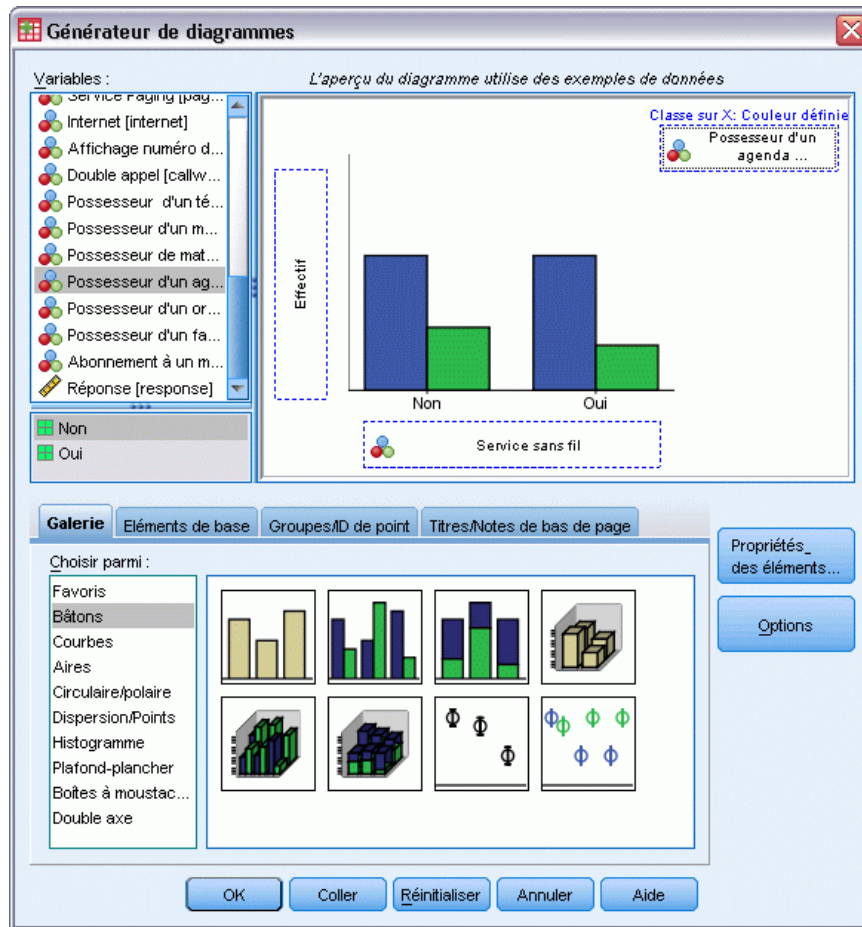 Générateur de diagrammes
Variables :
L'aperçu du diagramme utilise des exemples de données
Service Paging [pag...
Internet [internet]
Affichage numéro d...
Double appel [callw...
Possesseur d'un té...
Possesseur d'un m...
Possesseur de mat...
Possesseur d'un ag...
Possesseur d'un or...
Possesseur d'un fa...
Abonnement à un m...
Réponse [response]
Non
Oui
Classe sur X: Couleur définie
Possesseur d'un
agenda ...
Effectif
Non
Oui
Service sans fil
Galerie
Eléments de base
Groupes/ID de point
Titres/Notes de bas de page
Choisir parmi :
Favoris
Bâtons
Courbes
Aires
Circulaire/polaire
Dispersion/Points
Histogramme
Plafond-plancher
Boîtes à moustac...
Double axe
Propriétés_
des éléments...
Options
OK
Coller
Réinitialiser
Annuler
Aide